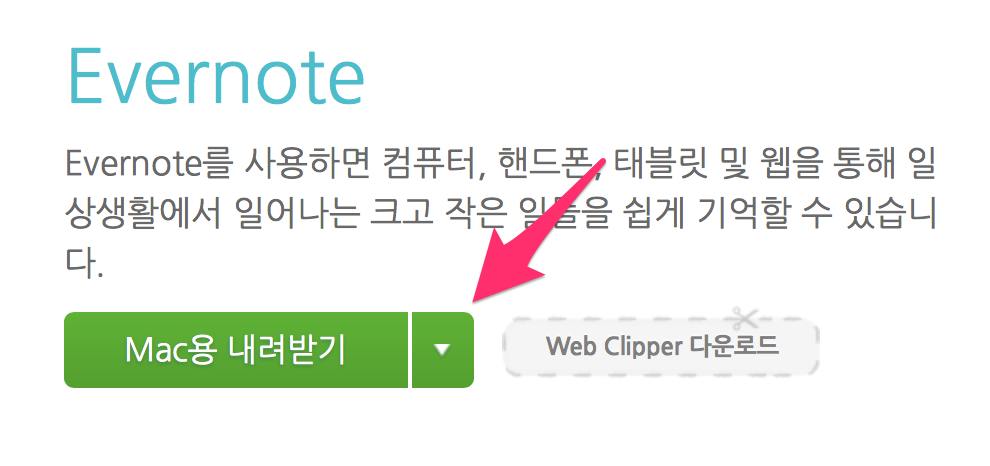 Evernote
Evernote를 사용하면 컴퓨터, 핸드폰, 태블릿 및 웹을 통해 일
상생활에서 일어나는 크고 작은 일들을 쉽게 기억할 수 있습니
다.
Mac용 내려받기
Web Clipper 다운로드